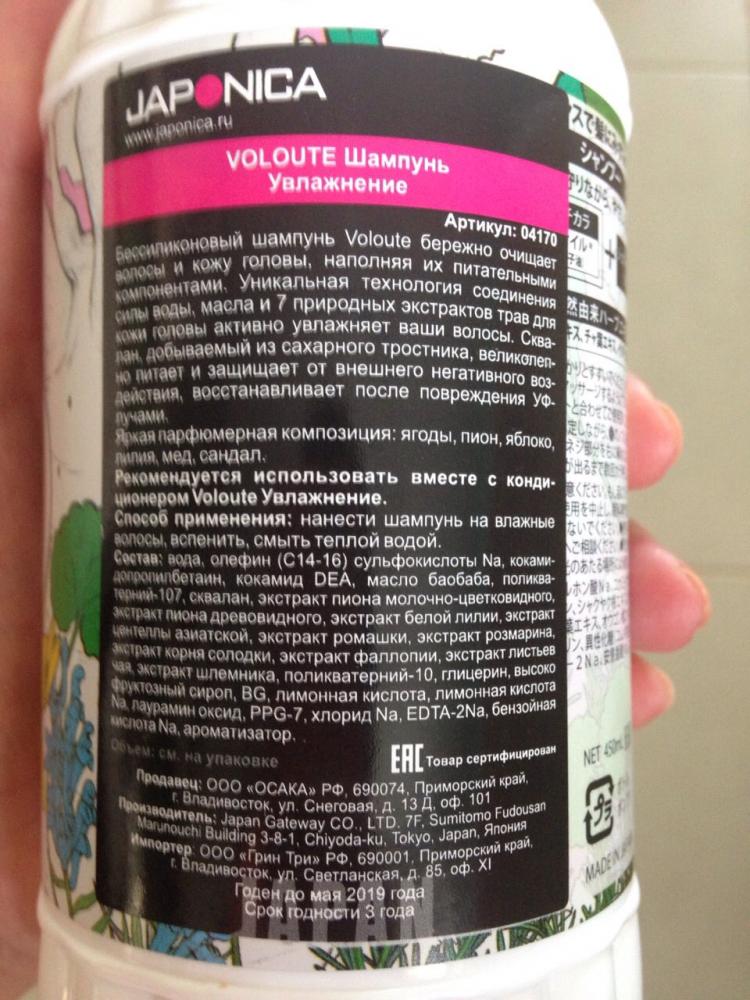 JAPONICA
www.japonica.ru
VOLOUTE Шампунь
Увлажнение
Артикул: 04170
Бессиликоновый шампунь Voloute бережно очищает
волосы и кожу головы, наполняя их питательными
компонентами. Уникальная технология соединения
силы воды, масла и 7 природных экстрактов трав для
кожи головы активно увлажняет ваши волосы. Сква-
лан, добываемый из сахарного тростника, великолеп-
но питает и защищает от внешнего негативного воз-
действия, восстанавливает после повреждения УФ-
лучами.
Яркая парфюмерная композиция: ягоды, пион, яблоко,
лилия, мед, сандал.
Рекомендуется использовать вместе с конди-
ционером Voloute Увлажнение.
Способ применения: нанести шампунь на влажные
волосы, вспенить, смыть теплой водой.
Состав: вода, олефин (C14-16) сульфокислоты Na, коками-
допропилбетаин, кокамид DEA, масло баобаба, поликва-
терний-107, сквалан, экстракт пиона молочно-цветковидного,
экстракт пиона древовидного, экстракт белой лилии, экстракт
центеллы азиатской, экстракт ромашки, экстракт розмарина,
экстракт корня солодки, экстракт фаллопии, экстракт листьев
чая, экстракт шлемника, поликватерний-10, глицерин, высоко
фруктозный сироп, BG, лимонная кислота, лимонная кислота
Na, лаурамин оксид, PPG-7, хлорид Na, EDTA-2Na, бензойная
кислота Na, ароматизатор.
Объем: см. на упаковке
EAC Товар сертифицирован
Продавец: ООО «ОСАКА» РФ, 690074, Приморский край,
г. Владивосток, ул. Снеговая, д. 13 Д, оф. 101
Производитель: Japan Gateway CO., LTD. 7F, Sumitomo Fudousan
Marunouchi Building 3-8-1, Chiyoda-ku, Tokyo, Japan, Япония
Импортер: ООО «Грин Три» РФ, 690001, Приморский край,
г. Владивосток, ул. Светланская, д. 85, оф. XI
Годен до мая 2019 года
Срок годности 3 года
JAPAN
シャンプー
NET 450mL
プラ
MADE IN